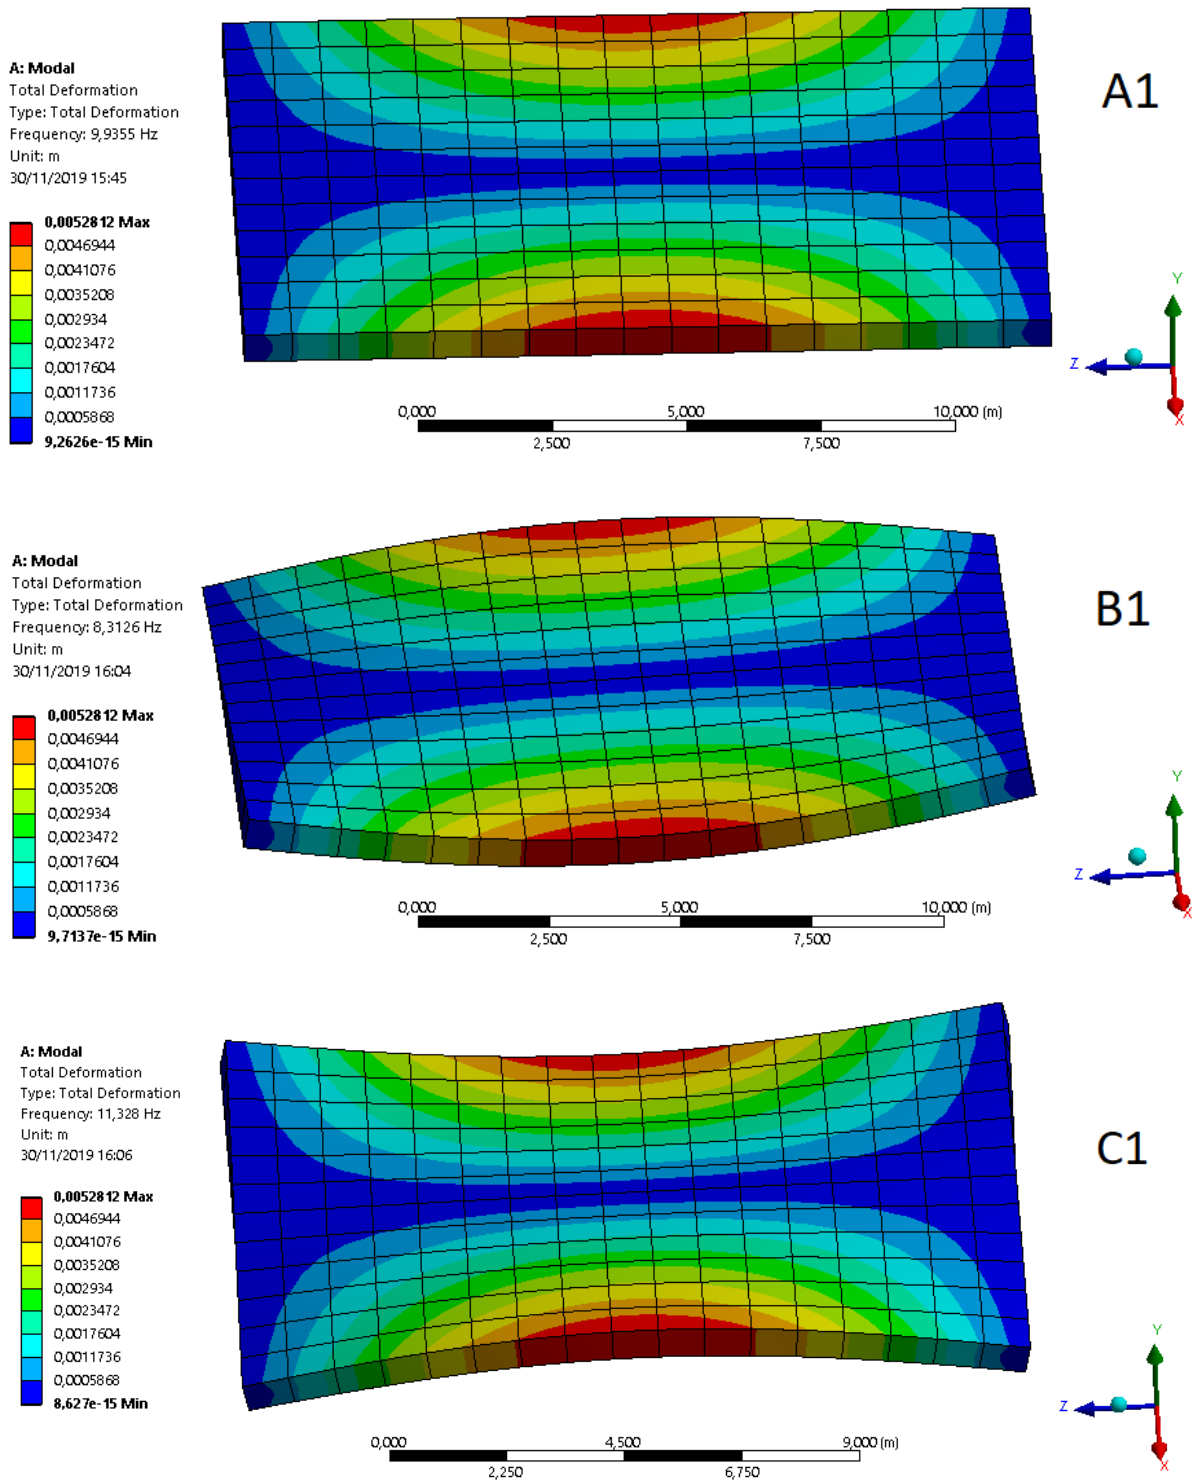 A: Modal
Total Deformation
Type: Total Deformation
Frequency: 9,9355 Hz
Unit: m
30/11/2019 15:45
0,0052812 Max
0,0046944
0,0041076
0,0035208
0,002934
0,0023472
0,0017604
0,0011736
0,0005868
9,2626e-15 Min
A1
Y
Z
X
0,000 5,000 10,000 (m)
2,500 7,500
A: Modal
Total Deformation
Type: Total Deformation
Frequency: 8,3126 Hz
Unit: m
30/11/2019 16:04
0,0052812 Max
0,0046944
0,0041076
0,0035208
0,002934
0,0023472
0,0017604
0,0011736
0,0005868
9,7137e-15 Min
B1
Y
Z
X
0,000 5,000 10,000 (m)
2,500 7,500
A: Modal
Total Deformation
Type: Total Deformation
Frequency: 11,328 Hz
Unit: m
30/11/2019 16:06
0,0052812 Max
0,0046944
0,0041076
0,0035208
0,002934
0,0023472
0,0017604
0,0011736
0,0005868
8,627e-15 Min
C1
Y
Z
X
0,000 4,500 9,000 (m)
2,250 6,750